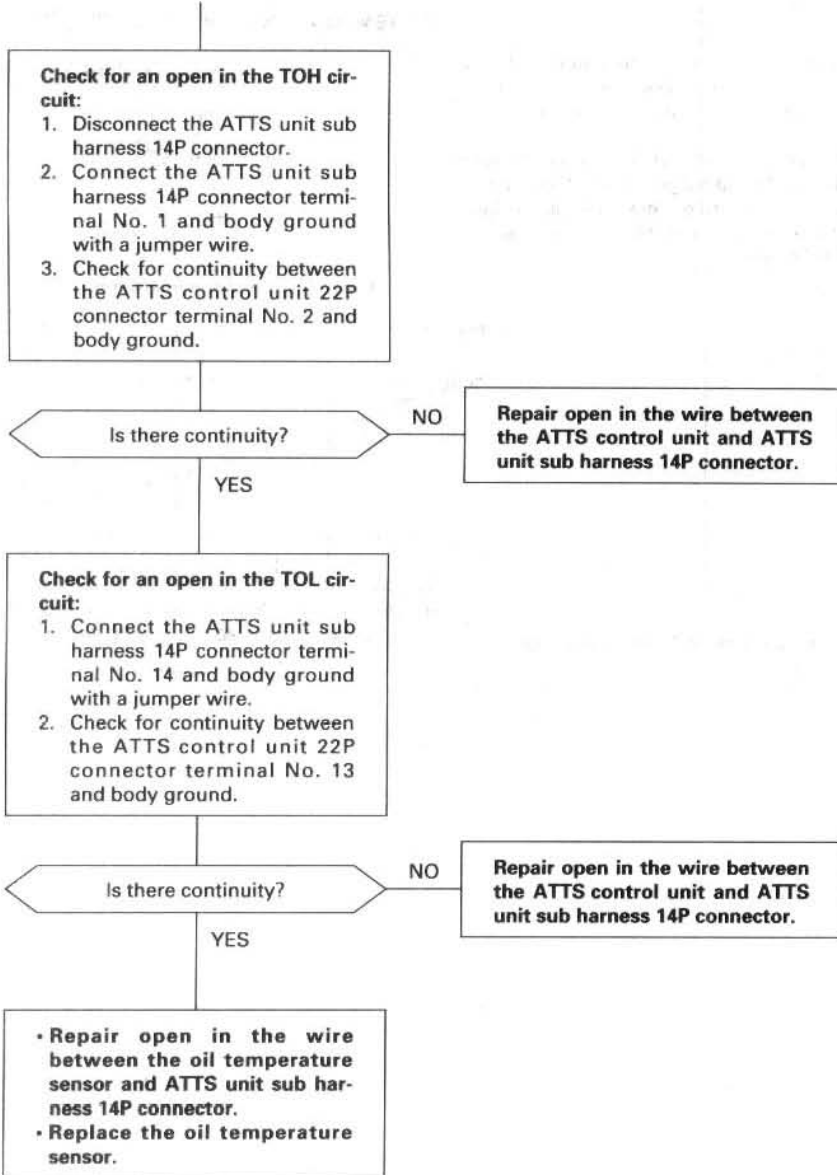 Check for an open in the TOH cir-
cuit:
1. Disconnect the ATTS unit sub
harness 14P connector.
2. Connect the ATTS unit sub
harness 14P connector termi-
nal No. 1 and body ground
with a jumper wire.
3. Check for continuity between
the ATTS control unit 22P
connector terminal No. 2 and
body ground.
Is there continuity?
NO
Repair open in the wire between
the ATTS control unit and ATTS
unit sub harness 14P connector.
YES
Check for an open in the TOL cir-
cuit:
1. Connect the ATTS unit sub
harness 14P connector termi-
nal No. 14 and body ground
with a jumper wire.
2. Check for continuity between
the ATTS control unit 22P
connector terminal No. 13
and body ground.
Is there continuity?
NO
Repair open in the wire between
the ATTS control unit and ATTS
unit sub harness 14P connector.
YES
• Repair open in the wire
between the oil temperature
sensor and ATTS unit sub har-
ness 14P connector.
• Replace the oil temperature
sensor.